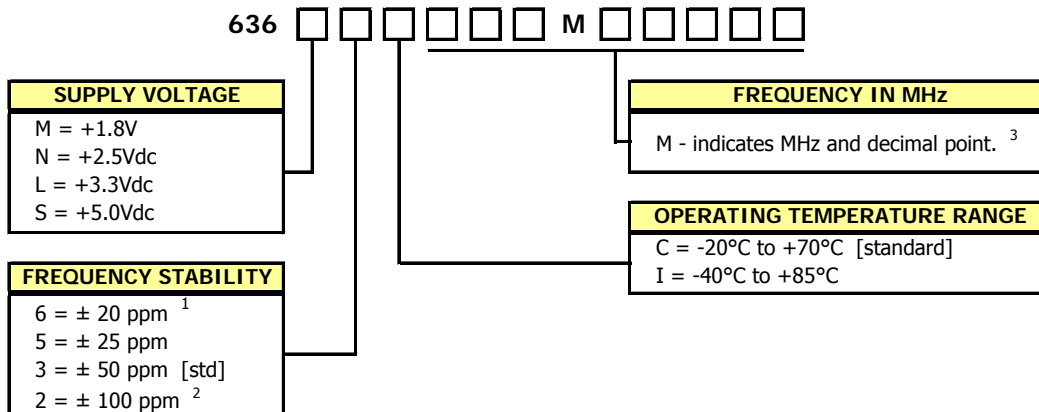 636 M
SUPPLY VOLTAGE
M = +1.8V
N = +2.5Vdc
L = +3.3Vdc
S = +5.0Vdc
FREQUENCY STABILITY
6 = ± 20 ppm 1
5 = ± 25 ppm
3 = ± 50 ppm [std]
2 = ± 100 ppm 2
FREQUENCY IN MHz
M - indicates MHz and decimal point. 3
OPERATING TEMPERATURE RANGE
C = -20°C to +70°C [standard]
I = -40°C to +85°C